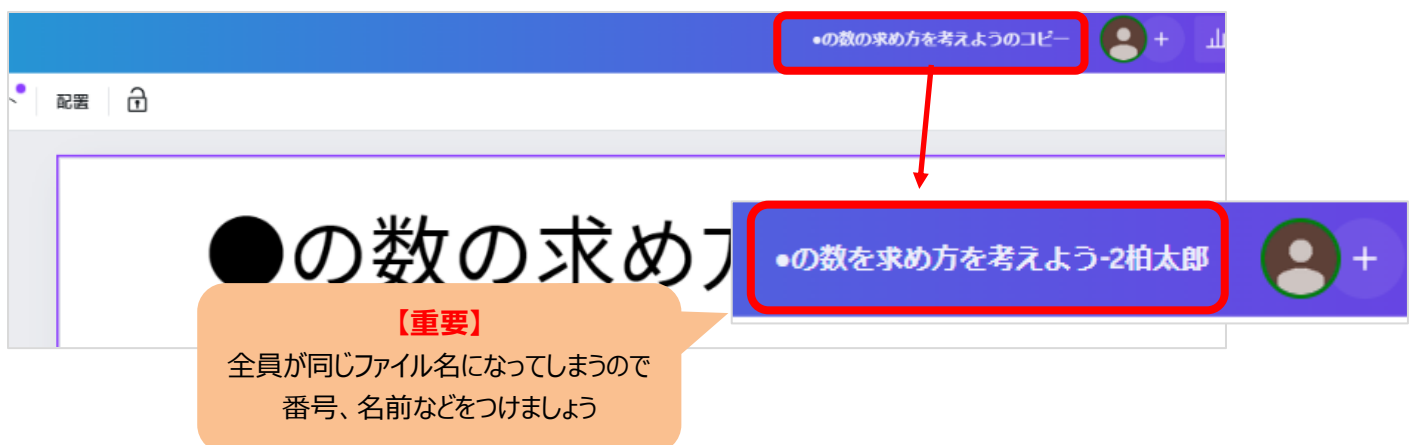 ●の数の求め方を考えようのコピー
配置
●の数の求め
●の数を求め方を考えよう-2柏太郎
【重要】
全員が同じファイル名になってしまうので
番号、名前などをつけましょう